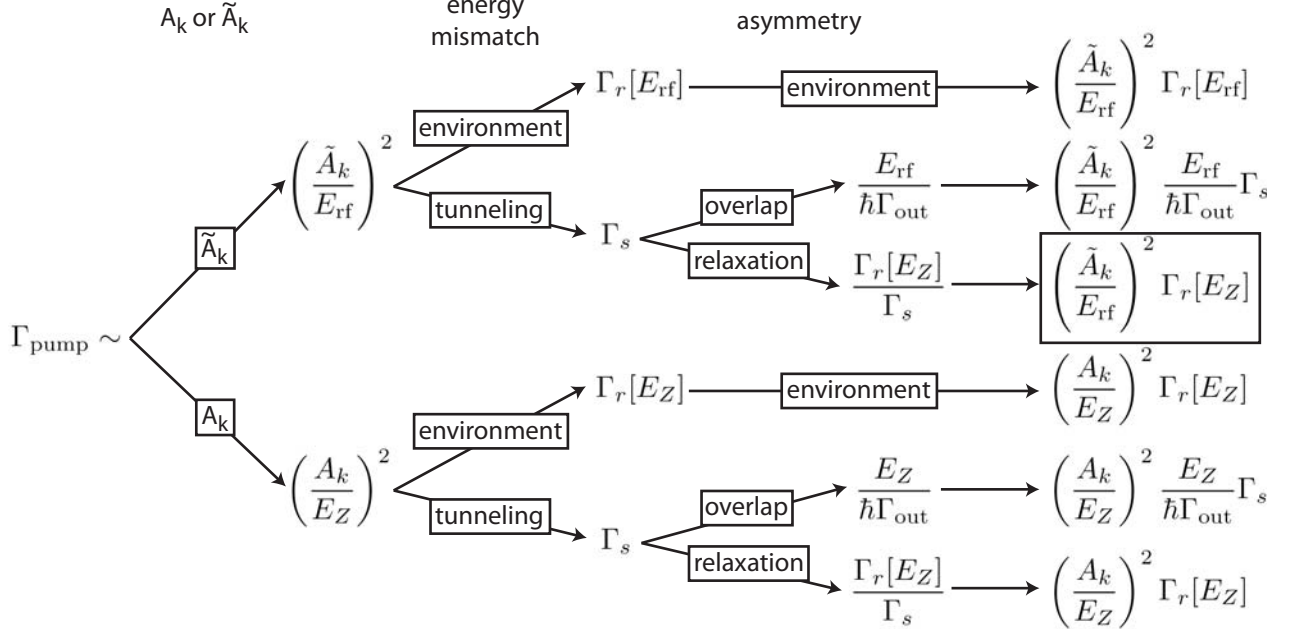 A_k or Ã_k
energy
mismatch
asymmetry
Γ_r[E_rf]
environment
(Ã_k / E_rf)^2 Γ_r[E_rf]
environment
(Ã_k / E_rf)^2
tunneling
overlap
E_rf / ħΓ_out
(Ã_k / E_rf)^2 E_rf / ħΓ_out Γ_s
Ã_k
Γ_s
relaxation
Γ_r[E_Z] / Γ_s
(Ã_k / E_rf)^2 Γ_r[E_Z]
Γ_pump ∼
A_k
Γ_r[E_Z]
environment
(A_k / E_Z)^2 Γ_r[E_Z]
environment
(A_k / E_Z)^2
tunneling
overlap
E_Z / ħΓ_out
(A_k / E_Z)^2 E_Z / ħΓ_out Γ_s
Γ_s
relaxation
Γ_r[E_Z] / Γ_s
(A_k / E_Z)^2 Γ_r[E_Z]